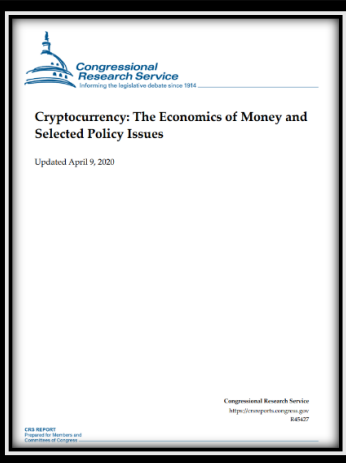 Congressional
Research Service
Informing the legislative debate since 1914
Cryptocurrency: The Economics of Money and
Selected Policy Issues
Updated April 9, 2020
Congressional Research Service
https://crsreports.congress.gov
R45427
CRS REPORT
Prepared for Members and
Committees of Congress